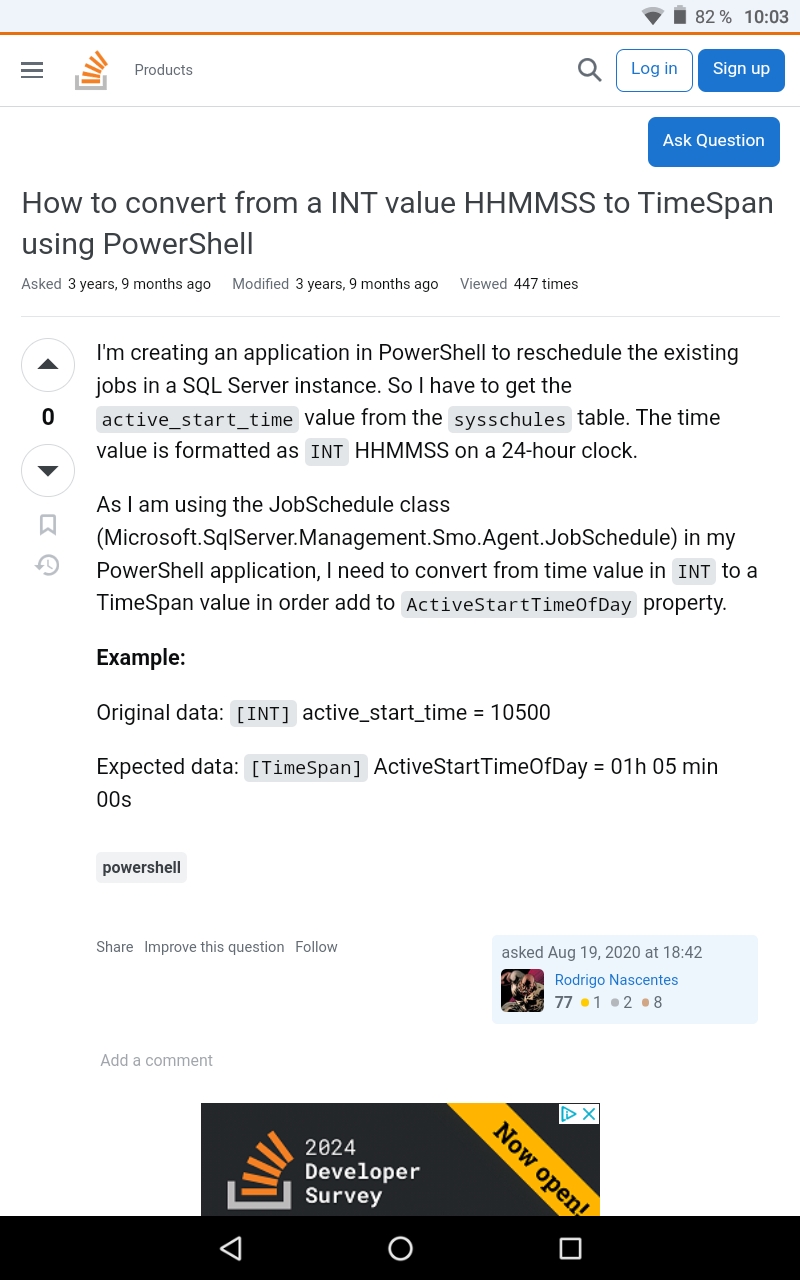 82 % 10:03
Products
Log in
Sign up
Ask Question
How to convert from a INT value HHMMSS to TimeSpan
using PowerShell
Asked 3 years, 9 months ago Modified 3 years, 9 months ago Viewed 447 times
I'm creating an application in PowerShell to reschedule the existing
jobs in a SQL Server instance. So I have to get the
active_start_time value from the sysschules table. The time
value is formatted as INT HHMMSS on a 24-hour clock.
0
As I am using the JobSchedule class
(Microsoft.SqlServer.Management.Smo.Agent.JobSchedule) in my
PowerShell application, I need to convert from time value in INT to a
TimeSpan value in order add to ActiveStartTimeOfDay property.
Example:
Original data: [INT] active_start_time = 10500
Expected data: [TimeSpan] ActiveStartTimeOfDay = 01h 05 min
00s
powershell
Share Improve this question Follow
asked Aug 19, 2020 at 18:42
Rodrigo Nascentes
77 1 2 8
Add a comment
2024
Developer
Survey
Now open!